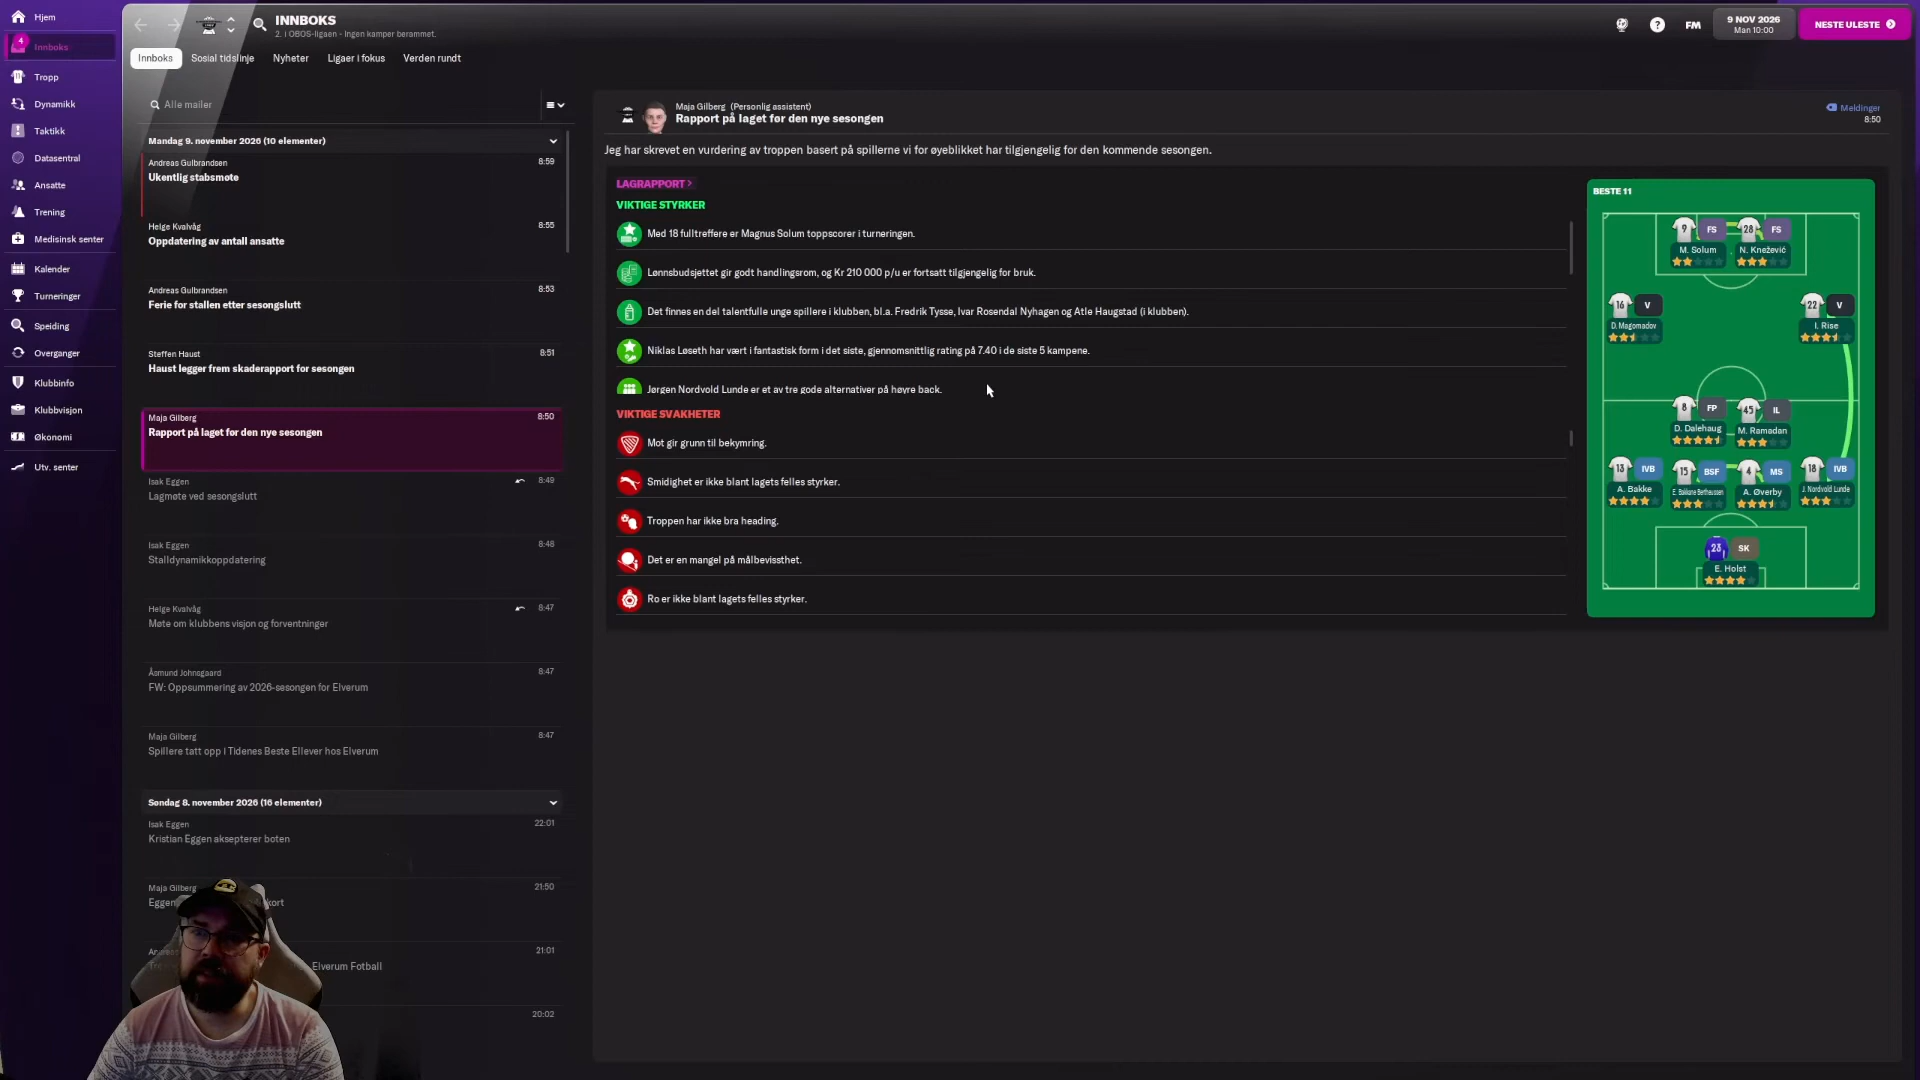 Hjem
4
Innboks
Tropp
Dynamikk
Taktikk
Datasentral
Ansatte
Trening
Medisinsk senter
Kalender
Turneringer
Speiding
Overganger
Klubbinfo
Klubbvisjon
Økonomi
Utv. senter
INNBOKS
2. i OBOS-ligaen - Ingen kamper berammet.
FM
9 NOV 2026
Man 10:00
NESTE ULESTE
Innboks Sosial tidslinje Nyheter Ligaer i fokus Verden rundt
Alle mailer
Mandag 9. november 2026 (10 elementer)
Andreas Gulbrandsen 8:59
Ukentlig stabsmøte
Helge Kvalvåg 8:55
Oppdatering av antall ansatte
Andreas Gulbrandsen 8:53
Ferie for stallen etter sesongslutt
Steffen Haust 8:51
Haust legger frem skaderapport for sesongen
Maja Gilberg 8:50
Rapport på laget før den nye sesongen
Isak Eggen 8:49
Lagmøte ved sesongslutt
Isak Eggen 8:48
Stalldynamikkoppdatering
Helge Kvalvåg 8:47
Møte om klubbens visjon og forventninger
Åsmund Johnsgaard 8:47
FW: Oppsummering av 2026-sesongen for Elverum
Maja Gilberg 8:47
Spillere tatt opp i Tidenes Beste Ellever hos Elverum
Søndag 8. november 2026 (16 elementer)
Isak Eggen 22:01
Kristian Eggen aksepterer boten
Maja Gilberg 21:50
21:01
Elverum Fotball
20:02
Maja Gilberg (Personlig assistent)
Rapport på laget før den nye sesongen
Meldinger
8:50
Jeg har skrevet en vurdering av troppen basert på spillerne vi for øyeblikket har tilgjengelig for den kommende sesongen.
LAGRAPPORT >
VIKTIGE STYRKER
Med 18 fulltreffere er Magnus Solum toppscorer i turneringen.
Lønnsbudsjettet gir godt handlingsrom, og Kr 210 000 p/u er fortsatt tilgjengelig for bruk.
Det finnes en del talentfulle unge spillere i klubben, bl.a. Fredrik Tysse, Ivar Rosendal Nyhagen og Atle Haugstad (i klubben).
Niklas Løseth har vært i fantastisk form i det siste, gjennomsnittlig rating på 7.40 i de siste 5 kampene.
Jørgen Nordvold Lunde er et av tre gode alternativer på høyre back.
VIKTIGE SVAKHETER
Mot gir grunn til bekymring.
Smidighet er ikke blant lagets felles styrker.
Troppen har ikke bra heading.
Det er en mangel på målbevissthet.
Ro er ikke blant lagets felles styrker.
BESTE 11
9 FS 28 FS
M. Solum N. Knežević
16 V 22 V
D. Magomadov I. Rise
8 FP 45 IL
D. Dalehaug M. Ramadan
13 IVB 15 BSF 4 MS 18 IVB
A. Bakke A. Øverby J. Nordvold Lunde
23 SK
E. Holst